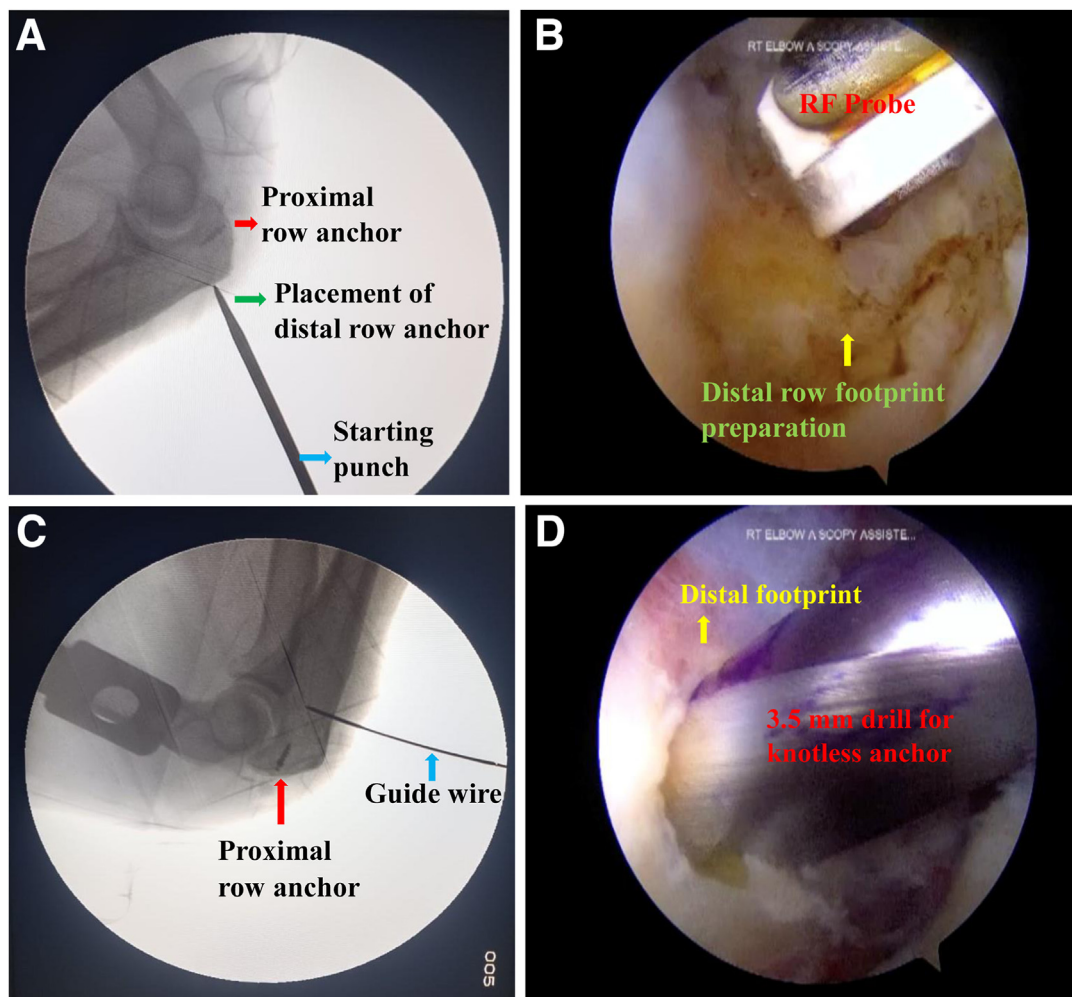 A
Proximal
row anchor
Placement of
distal row anchor
Starting
punch
B
RT ELBOW A SCOPY ASSISTE...
RF Probe
Distal row footprint
preparation
C
Guide wire
Proximal
row anchor
005
D
RT ELBOW A SCOPY ASSISTE...
Distal footprint
3.5 mm drill for
knotless anchor